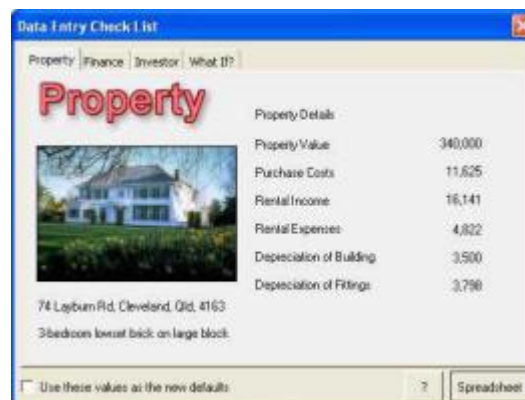 Data Entry Check List
Property Finance Investor What If?
Property
Property Details
Property Value 340,000
Purchase Costs 11,625
Rental Income 16,141
Rental Expenses 4,822
Depreciation of Building 3,500
Depreciation of Fittings 3,798
74 Layburn Rd, Cleveland, Qld, 4163
3 bedroom lowset brick on large block
Use these values as the new defaults
? Spreadsheet